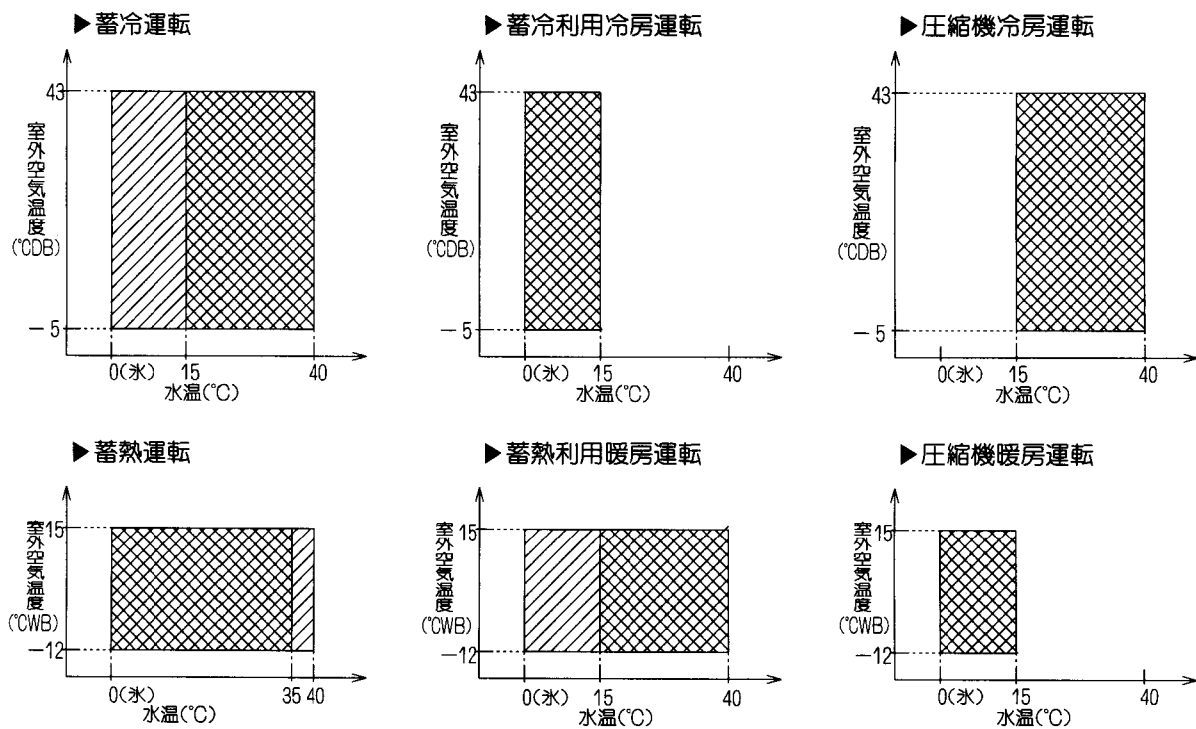 ▶蓄冷運転
43
室外空気温度
(℃DB)
－5
0(氷)
15
40
水温(℃)
▶蓄冷利用冷房運転
43
室外空気温度
(℃DB)
－5
0(氷)
15
40
水温(℃)
▶圧縮機冷房運転
43
室外空気温度
(℃DB)
－5
0(氷)
15
40
水温(℃)
▶蓄熱運転
15
室外空気温度
(℃WB)
－12
0(氷)
35
40
水温(℃)
▶蓄熱利用暖房運転
15
室外空気温度
(℃WB)
－12
0(氷)
15
40
水温(℃)
▶圧縮機暖房運転
15
室外空気温度
(℃WB)
－12
0(氷)
15
40
水温(℃)